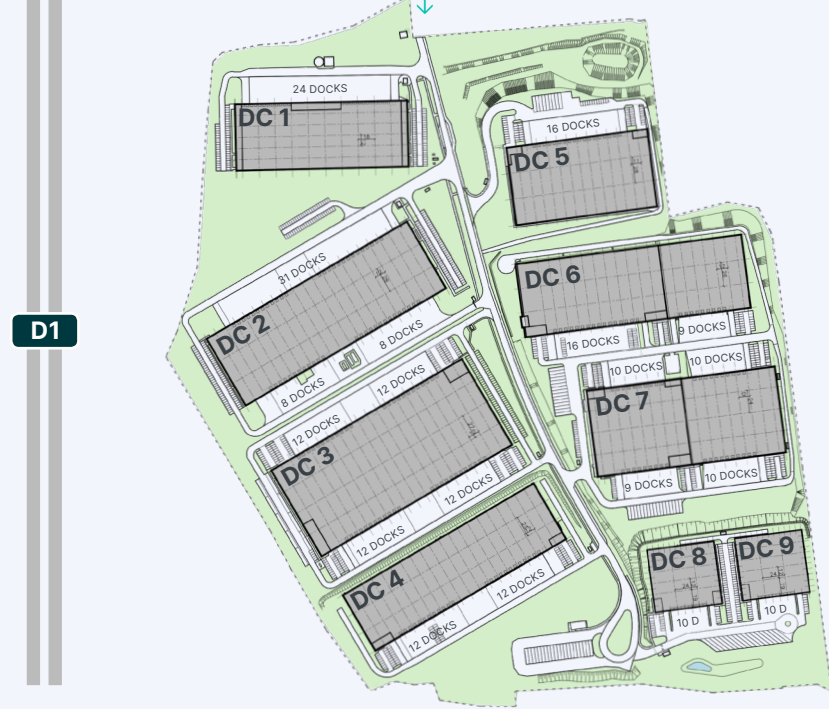 24 DOCKS
DC 1
16 DOCKS
DC 5
31 DOCKS
DC 2
8 DOCKS
8 DOCKS
DC 6
16 DOCKS
9 DOCKS
D1
10 DOCKS
10 DOCKS
DC 7
9 DOCKS
10 DOCKS
12 DOCKS
12 DOCKS
DC 3
12 DOCKS
12 DOCKS
DC 4
12 DOCKS
12 DOCKS
DC 8
DC 9
10 D
10 D